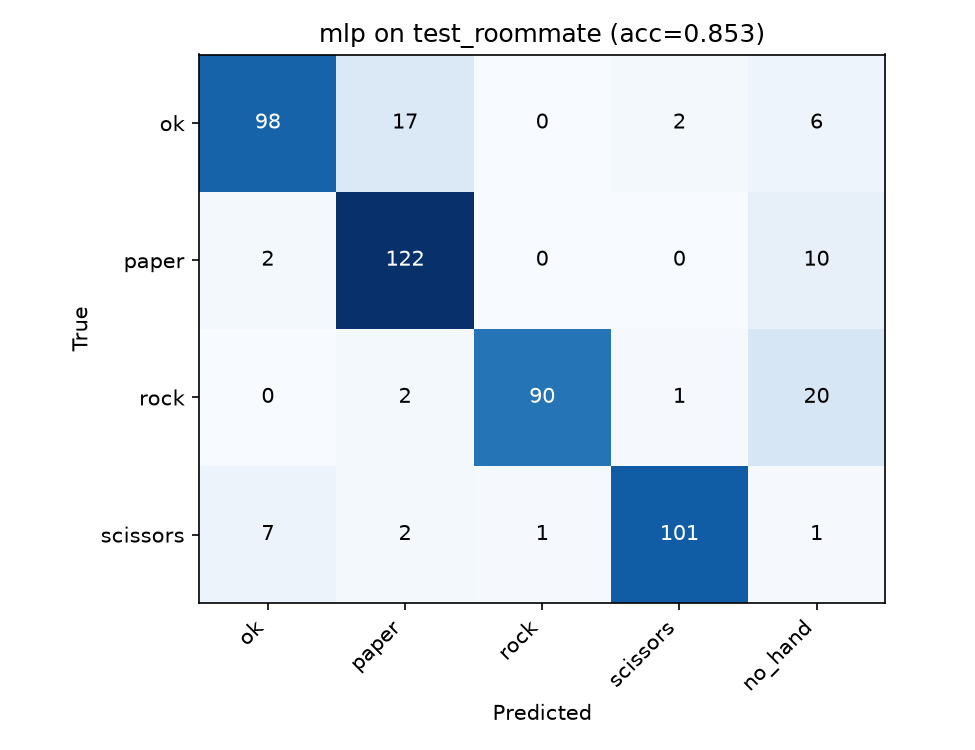 mlp on test_roommate (acc=0.853)
ok 98 17 0 2 6
paper 2 122 0 0 10
True
rock 0 2 90 1 20
scissors 7 2 1 101 1
ok paper rock scissors no_hand
Predicted